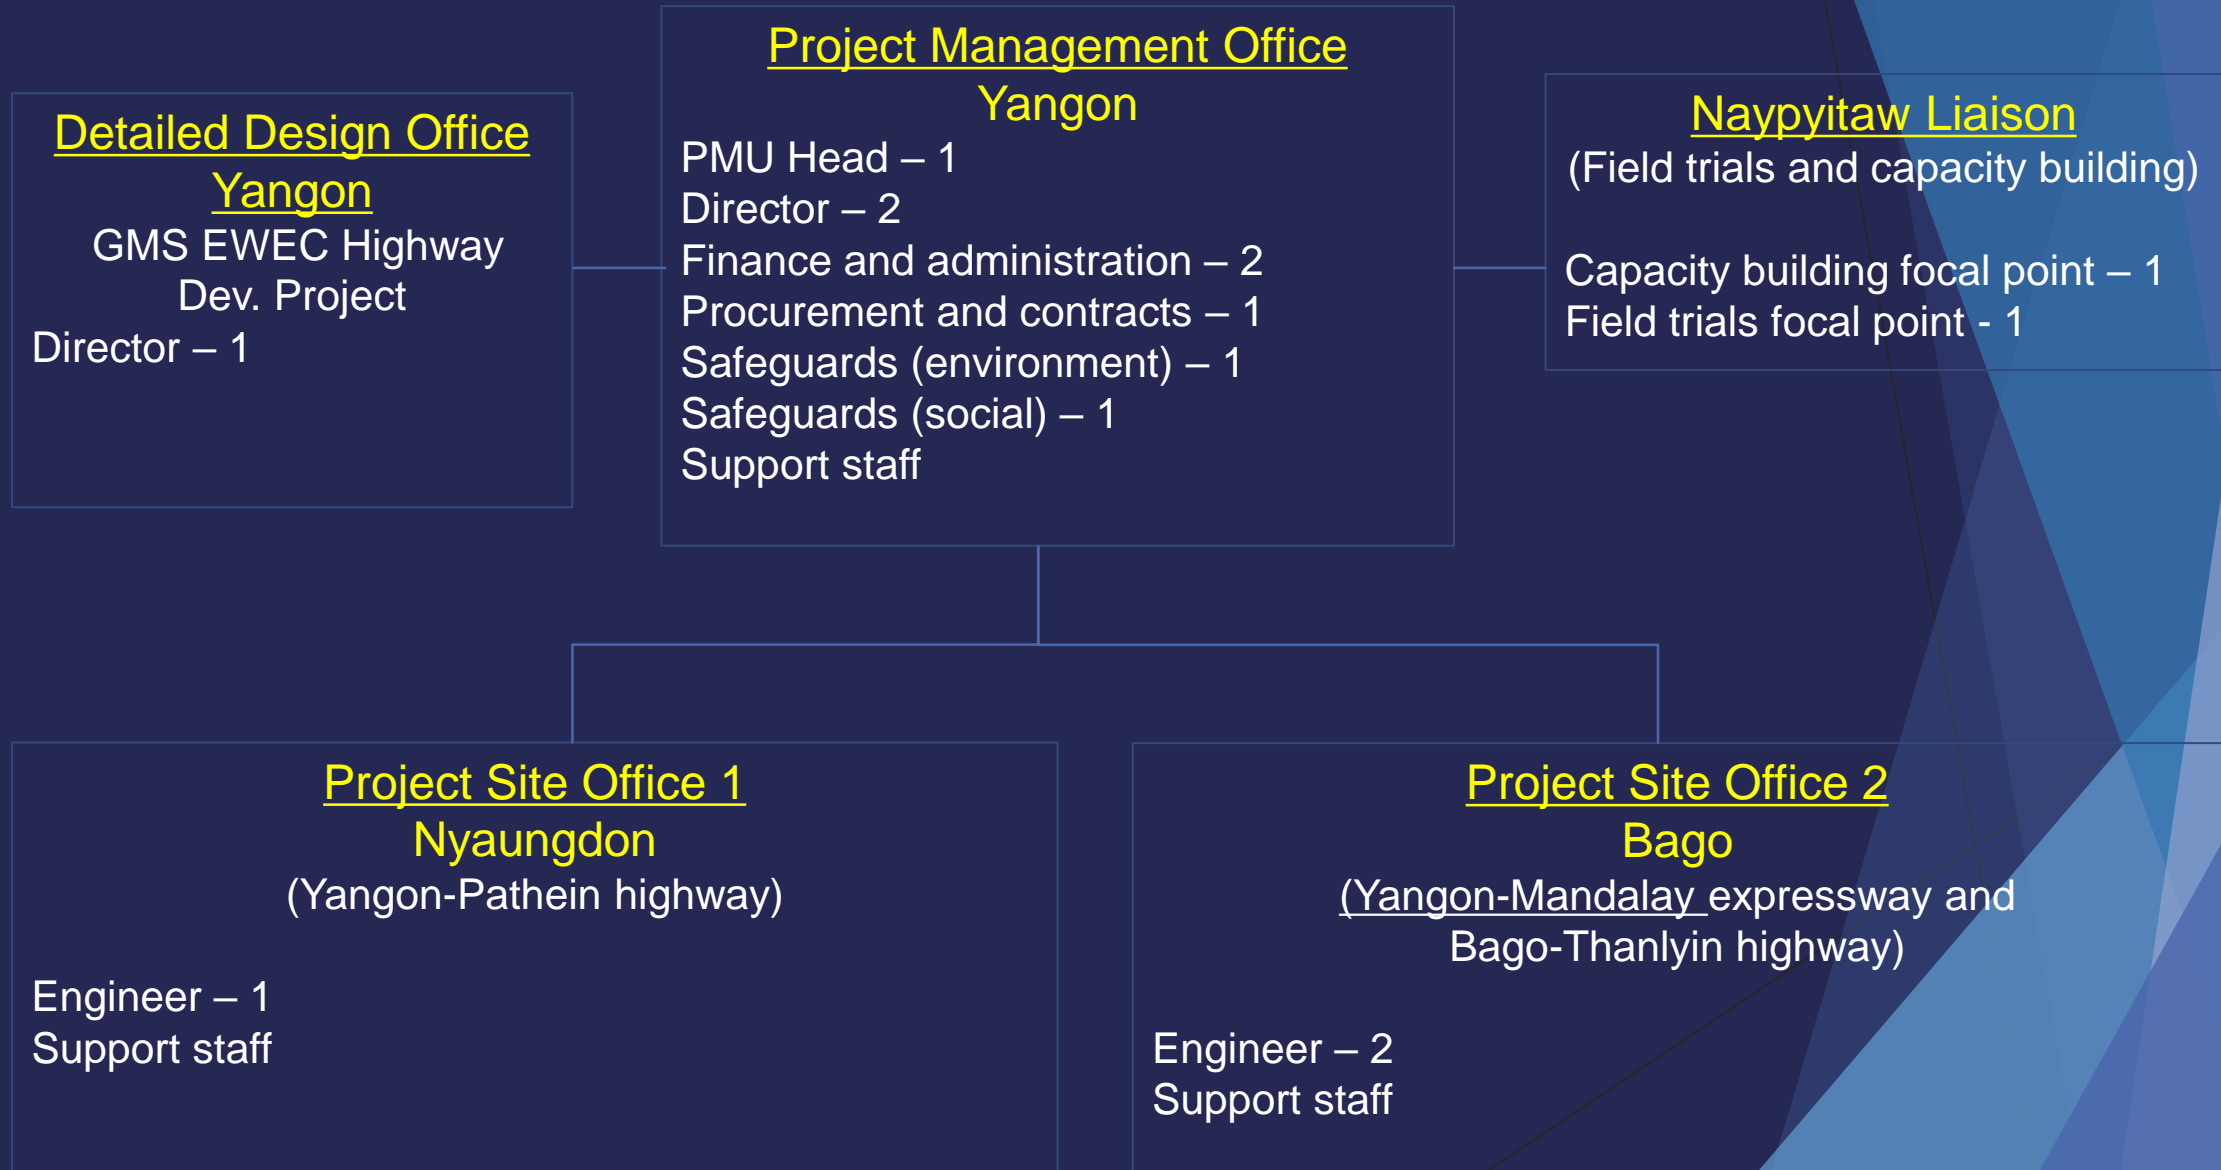 Detailed Design Office
Yangon
GMS EWEC Highway
Dev. Project
Director – 1
Project Management Office
Yangon
PMU Head – 1
Director – 2
Finance and administration – 2
Procurement and contracts – 1
Safeguards (environment) – 1
Safeguards (social) – 1
Support staff
Naypyitaw Liaison
(Field trials and capacity building)
Capacity building focal point – 1
Field trials focal point - 1
Project Site Office 1
Nyaungdon
(Yangon-Pathein highway)
Engineer – 1
Support staff
Project Site Office 2
Bago
(Yangon-Mandalay expressway and
Bago-Thanlyin highway)
Engineer – 2
Support staff